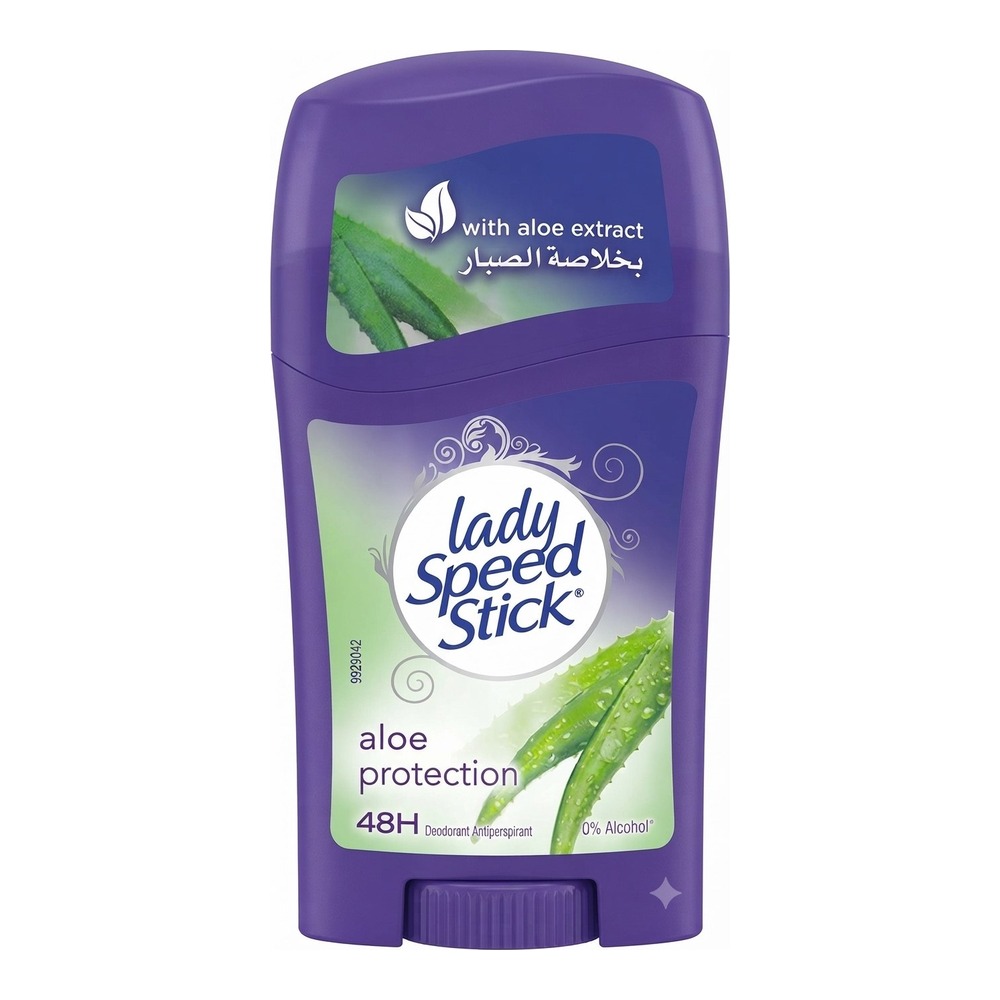 with aloe extract
بخلاصة الصبار
lady
Speed
Stick®
9929042
aloe
protection
48H Deodorant Antiperspirant
0% Alcohol*